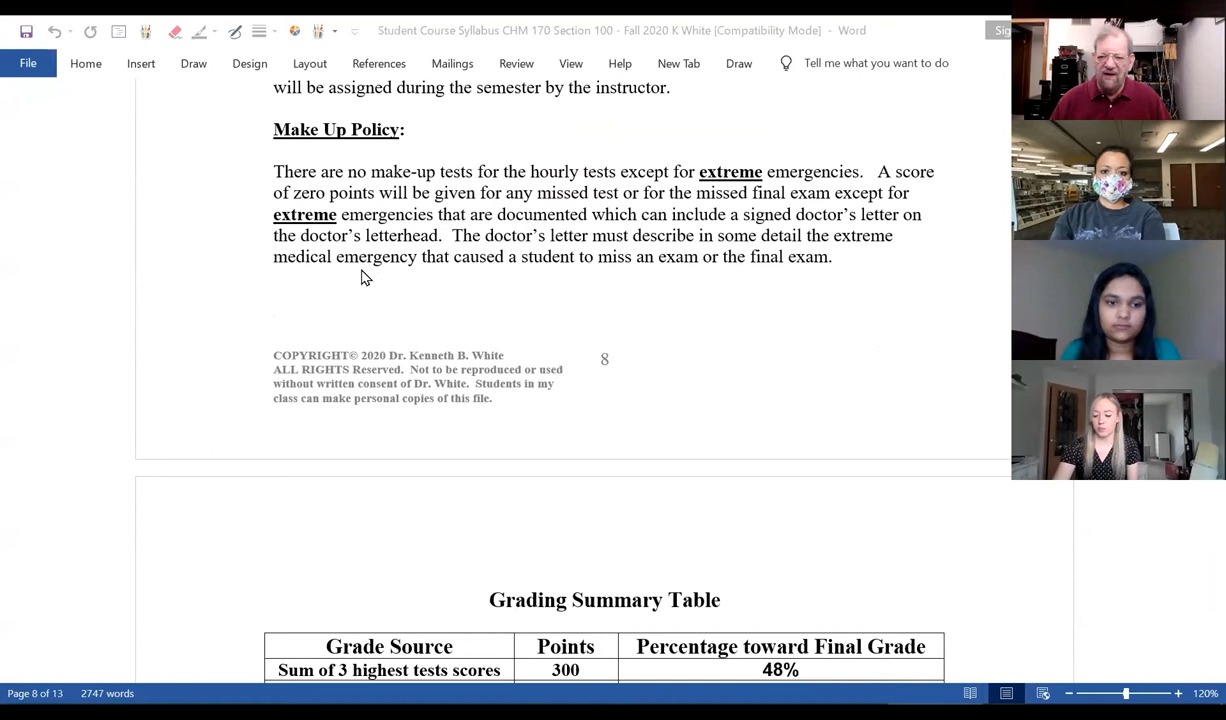 Student Course Syllabus CHM 170 Section 100 - Fall 2020 K White [Compatibility Mode] - Word
File Home Insert Draw Design Layout References Mailings Review View Help New Tab Draw Tell me what you want to do
will be assigned during the semester by the instructor.
Make Up Policy:
There are no make-up tests for the hourly tests except for extreme emergencies. A score
of zero points will be given for any missed test or for the missed final exam except for
extreme emergencies that are documented which can include a signed doctor's letter on
the doctor's letterhead. The doctor's letter must describe in some detail the extreme
medical emergency that caused a student to miss an exam or the final exam.
COPYRIGHT© 2020 Dr. Kenneth B. White
ALL RIGHTS Reserved. Not to be reproduced or used
without written consent of Dr. White. Students in my
class can make personal copies of this file.
8
Grading Summary Table
Grade Source Points Percentage toward Final Grade
Sum of 3 highest tests scores 300 48%
Page 8 of 13 2747 words 120%